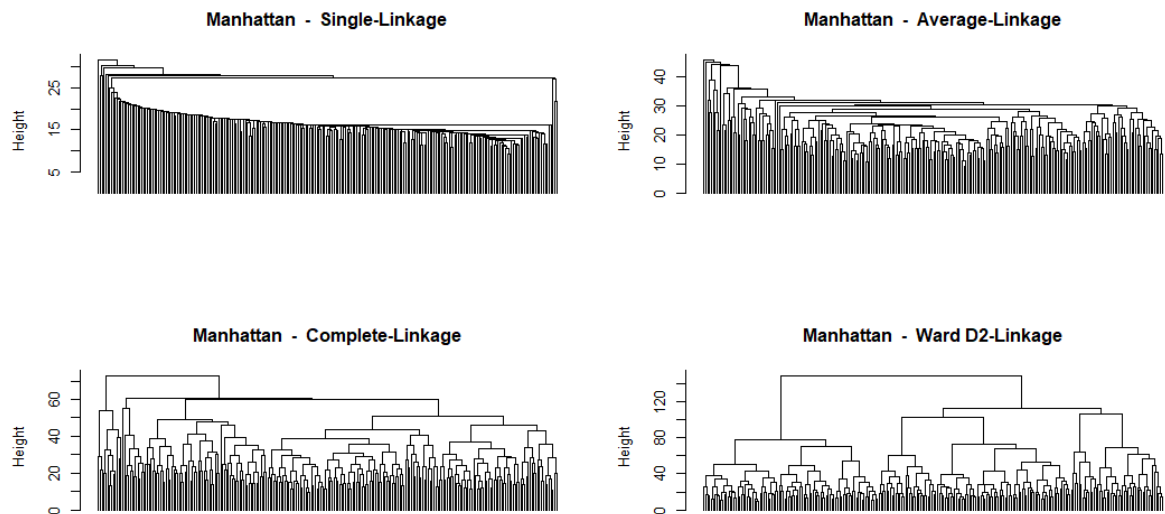 Manhattan - Single-Linkage
Height
25
15
5
Manhattan - Average-Linkage
Height
40
30
20
10
0
Manhattan - Complete-Linkage
Height
60
40
20
0
Manhattan - Ward D2-Linkage
Height
120
80
40
0